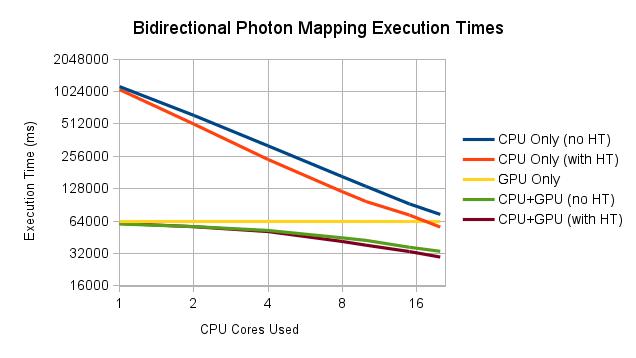 Bidirectional Photon Mapping Execution Times
2048000
1024000
512000
256000
128000
64000
32000
16000
Execution Time (ms)
1 2 4 8 16
CPU Cores Used
CPU Only (no HT)
CPU Only (with HT)
GPU Only
CPU+GPU (no HT)
CPU+GPU (with HT)